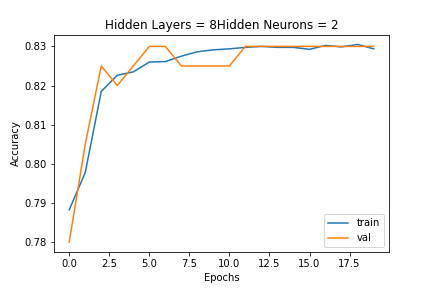 Hidden Layers = 8Hidden Neurons = 2
Accuracy
0.83
0.82
0.81
0.80
0.79
0.78
train
val
0.0 2.5 5.0 7.5 10.0 12.5 15.0 17.5
Epochs